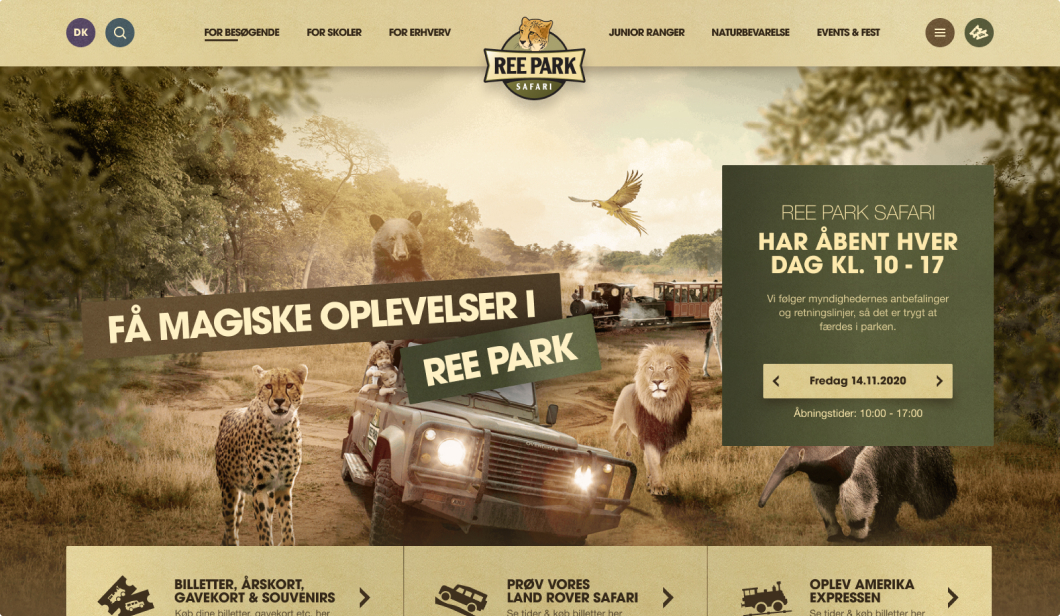 DK
FOR BESØGENDE
FOR SKOLER
FOR ERHVERV
REE PARK
SAFARI
JUNIOR RANGER
NATURBEVARELSE
EVENTS & FEST
FÅ MAGISKE OPLEVELSER I
REE PARK
REE PARK SAFARI
HAR ÅBENT HVER
DAG KL. 10 - 17
Vi følger myndighedernes anbefalinger
og retningslinjer, så det er trygt at
færdes i parken.
Fredag 14.11.2020
Åbningstider: 10:00 - 17:00
BILLETTER, ÅRSKORT,
GAVEKORT & SOUVENIRS
Køb dine billetter, gavekort etc. her
PRØV VORES
LAND ROVER SAFARI
Se tider & køb billetter her
OPLEV AMERIKA
EXPRESSEN
Se tider & køb billetter her